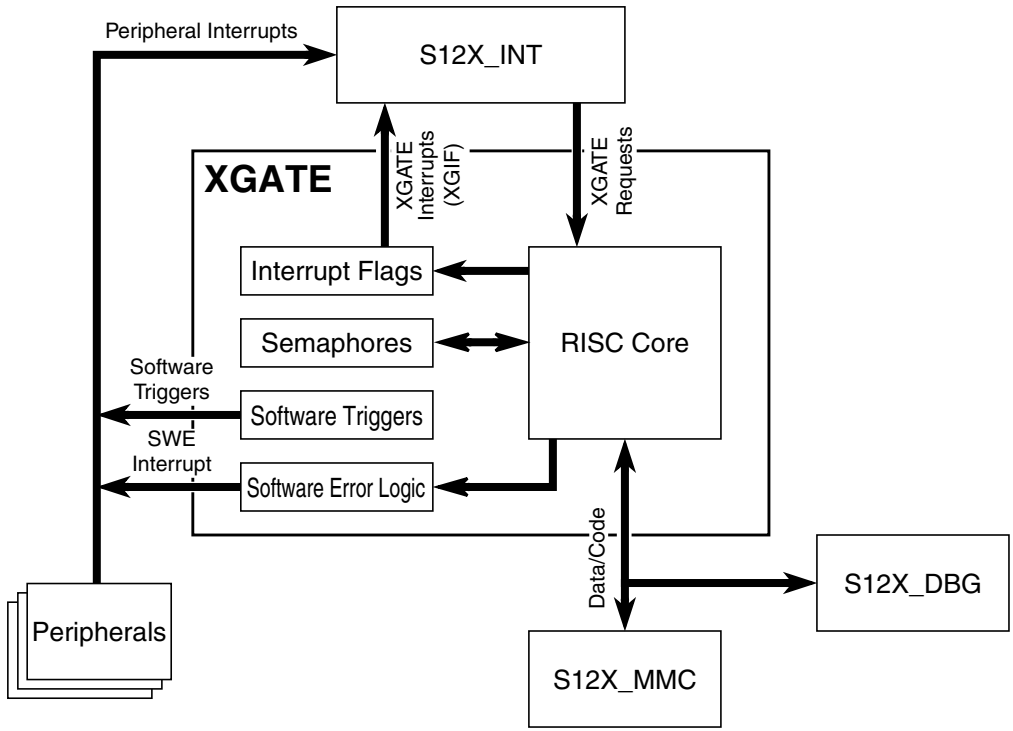 Peripheral Interrupts
S12X_INT
XGATE
XGATE
Interrupts
(XGIF)
XGATE
Requests
Interrupt Flags
Semaphores
RISC Core
Software
Triggers
Software Triggers
SWE
Interrupt
Software Error Logic
Data/Code
S12X_DBG
Peripherals
S12X_MMC